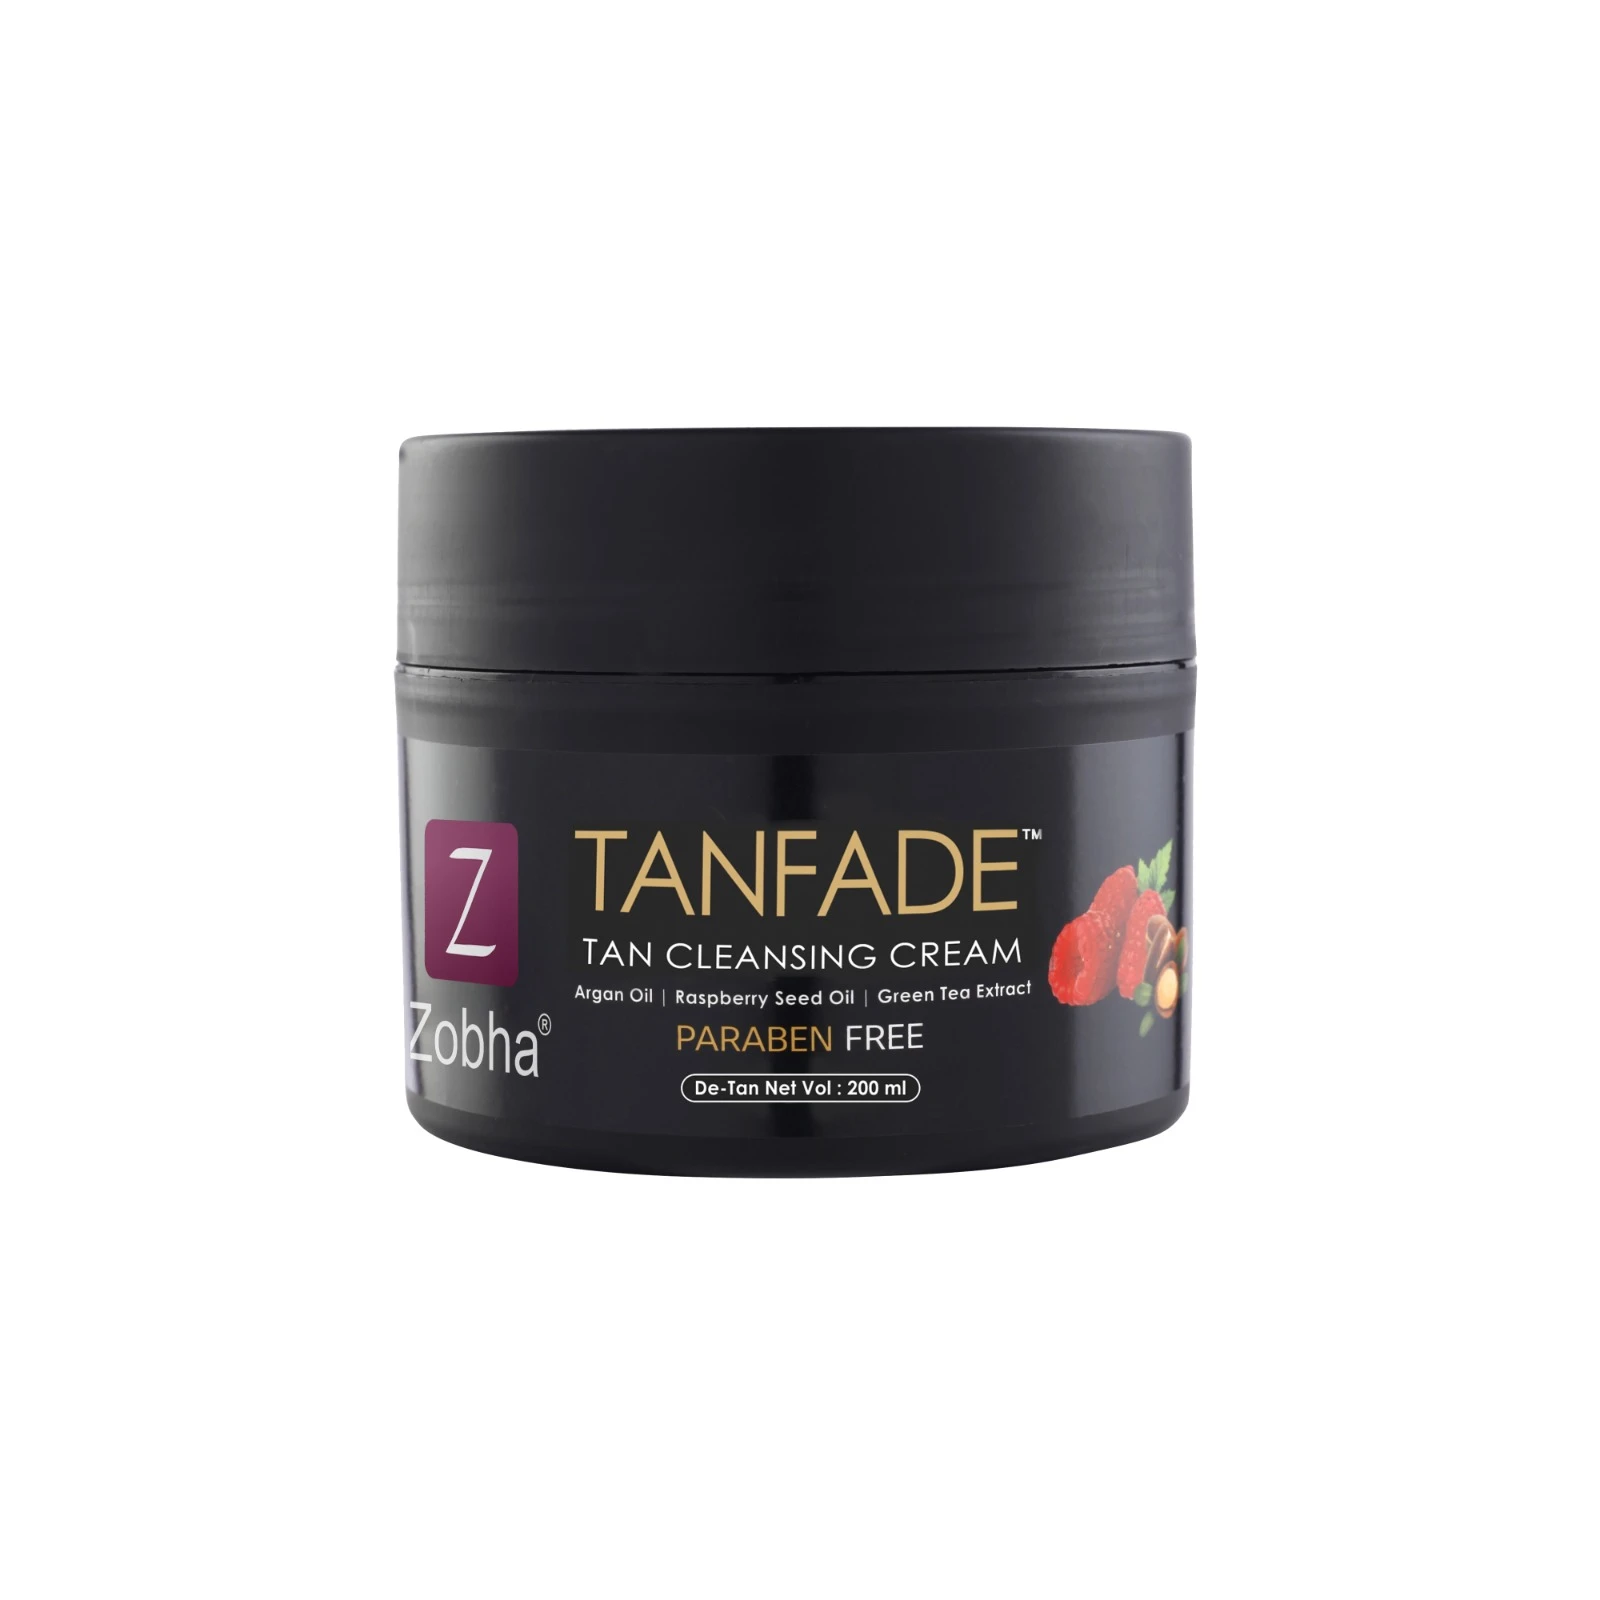 Z
Zobha®
TANFADE™
TAN CLEANSING CREAM
Argan Oil | Raspberry Seed Oil | Green Tea Extract
PARABEN FREE
De-Tan Net Vol : 200 ml